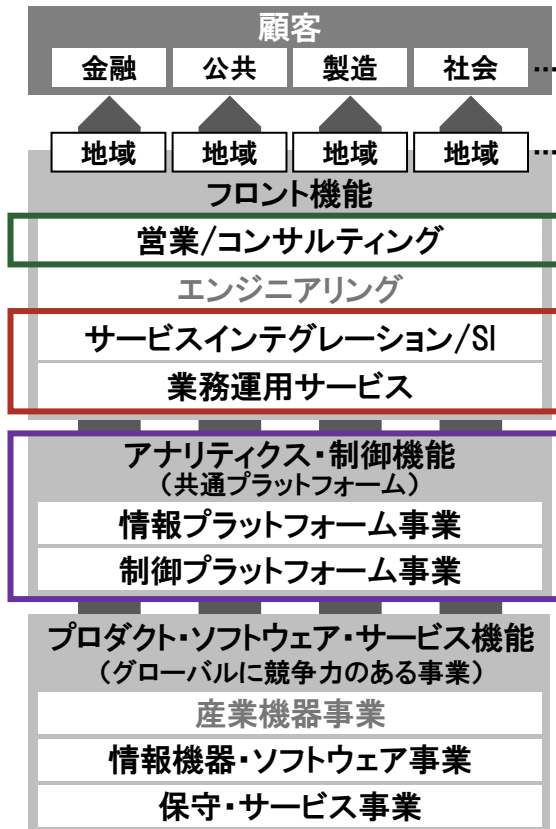 顧客
金融 公共 製造 社会 …
地域 地域 地域 地域 …
フロント機能
営業/コンサルティング
エンジニアリング
サービスインテグレーション/SI
業務運用サービス
アナリティクス・制御機能
（共通プラットフォーム）
情報プラットフォーム事業
制御プラットフォーム事業
プロダクト・ソフトウェア・サービス機能
（グローバルに競争力のある事業）
産業機器事業
情報機器・ソフトウェア事業
保守・サービス事業